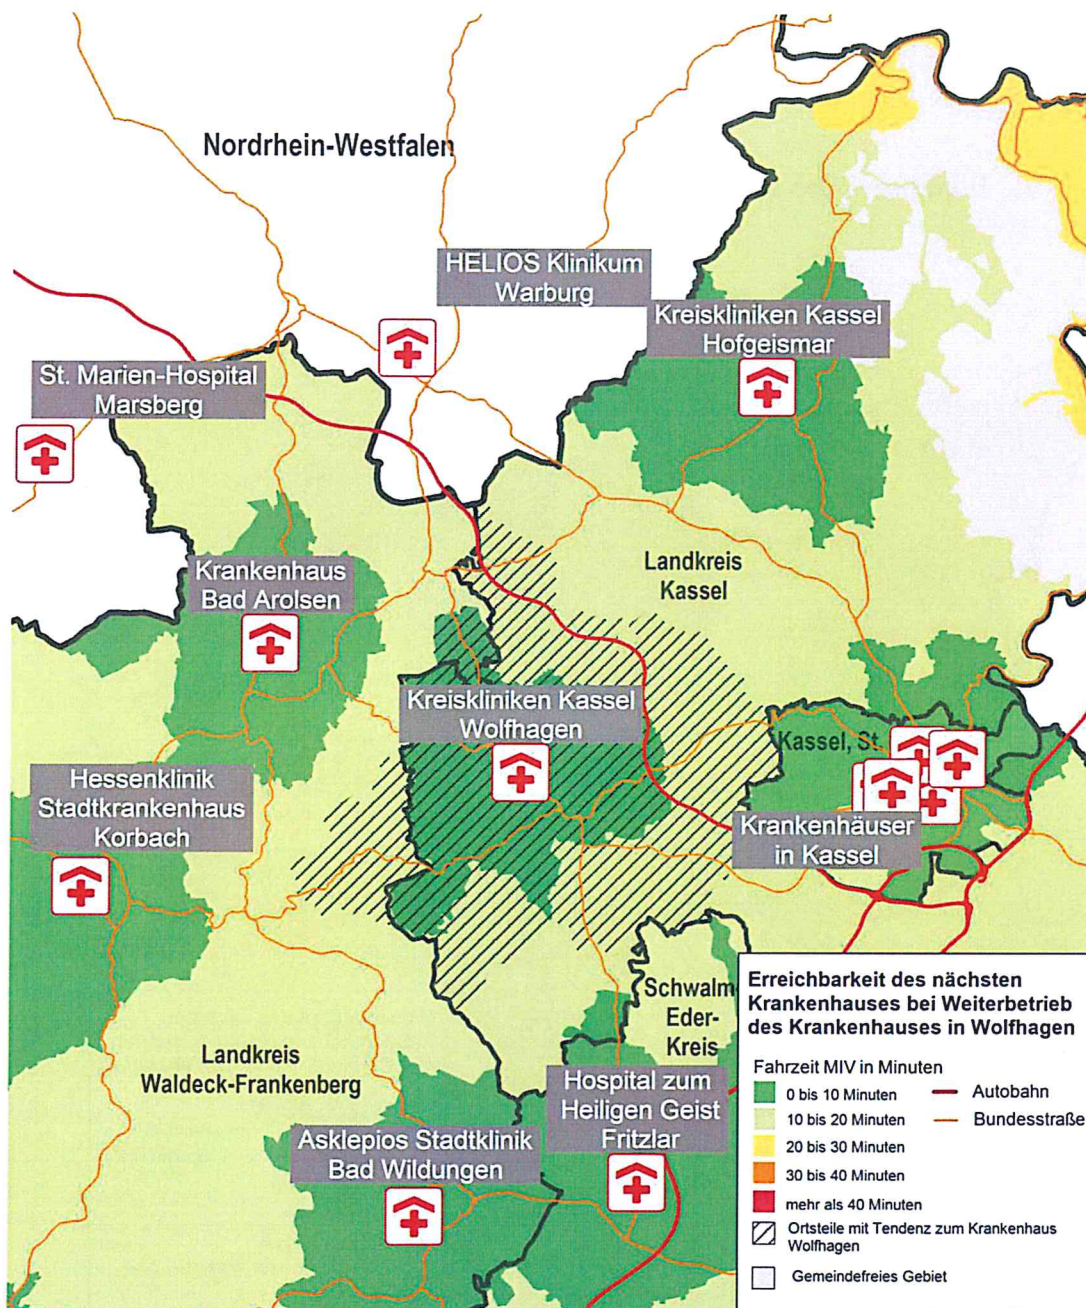 Nordrhein-Westfalen
HELIOS Klinikum
Warburg
Kreiskliniken Kassel
Hofgeismar
St. Marien-Hospital
Marsberg
Krankenhaus
Bad Arolsen
Landkreis
Kassel
Kreiskliniken Kassel
Wolfhagen
Kassel, St.
Hessenklinik
Stadtkrankenhaus
Korbach
Krankenhäuser
in Kassel
Schwalm-
Eder-
Kreis
Landkreis
Waldeck-Frankenberg
Hospital zum
Heiligen Geist
Fritzlar
Asklepios Stadtklinik
Bad Wildungen
Erreichbarkeit des nächsten
Krankenhauses bei Weiterbetrieb
des Krankenhauses in Wolfhagen
Fahrzeit MIV in Minuten
0 bis 10 Minuten
10 bis 20 Minuten
20 bis 30 Minuten
30 bis 40 Minuten
mehr als 40 Minuten
Autobahn
Bundesstraße
Ortsteile mit Tendenz zum Krankenhaus
Wolfhagen
Gemeindefreies Gebiet